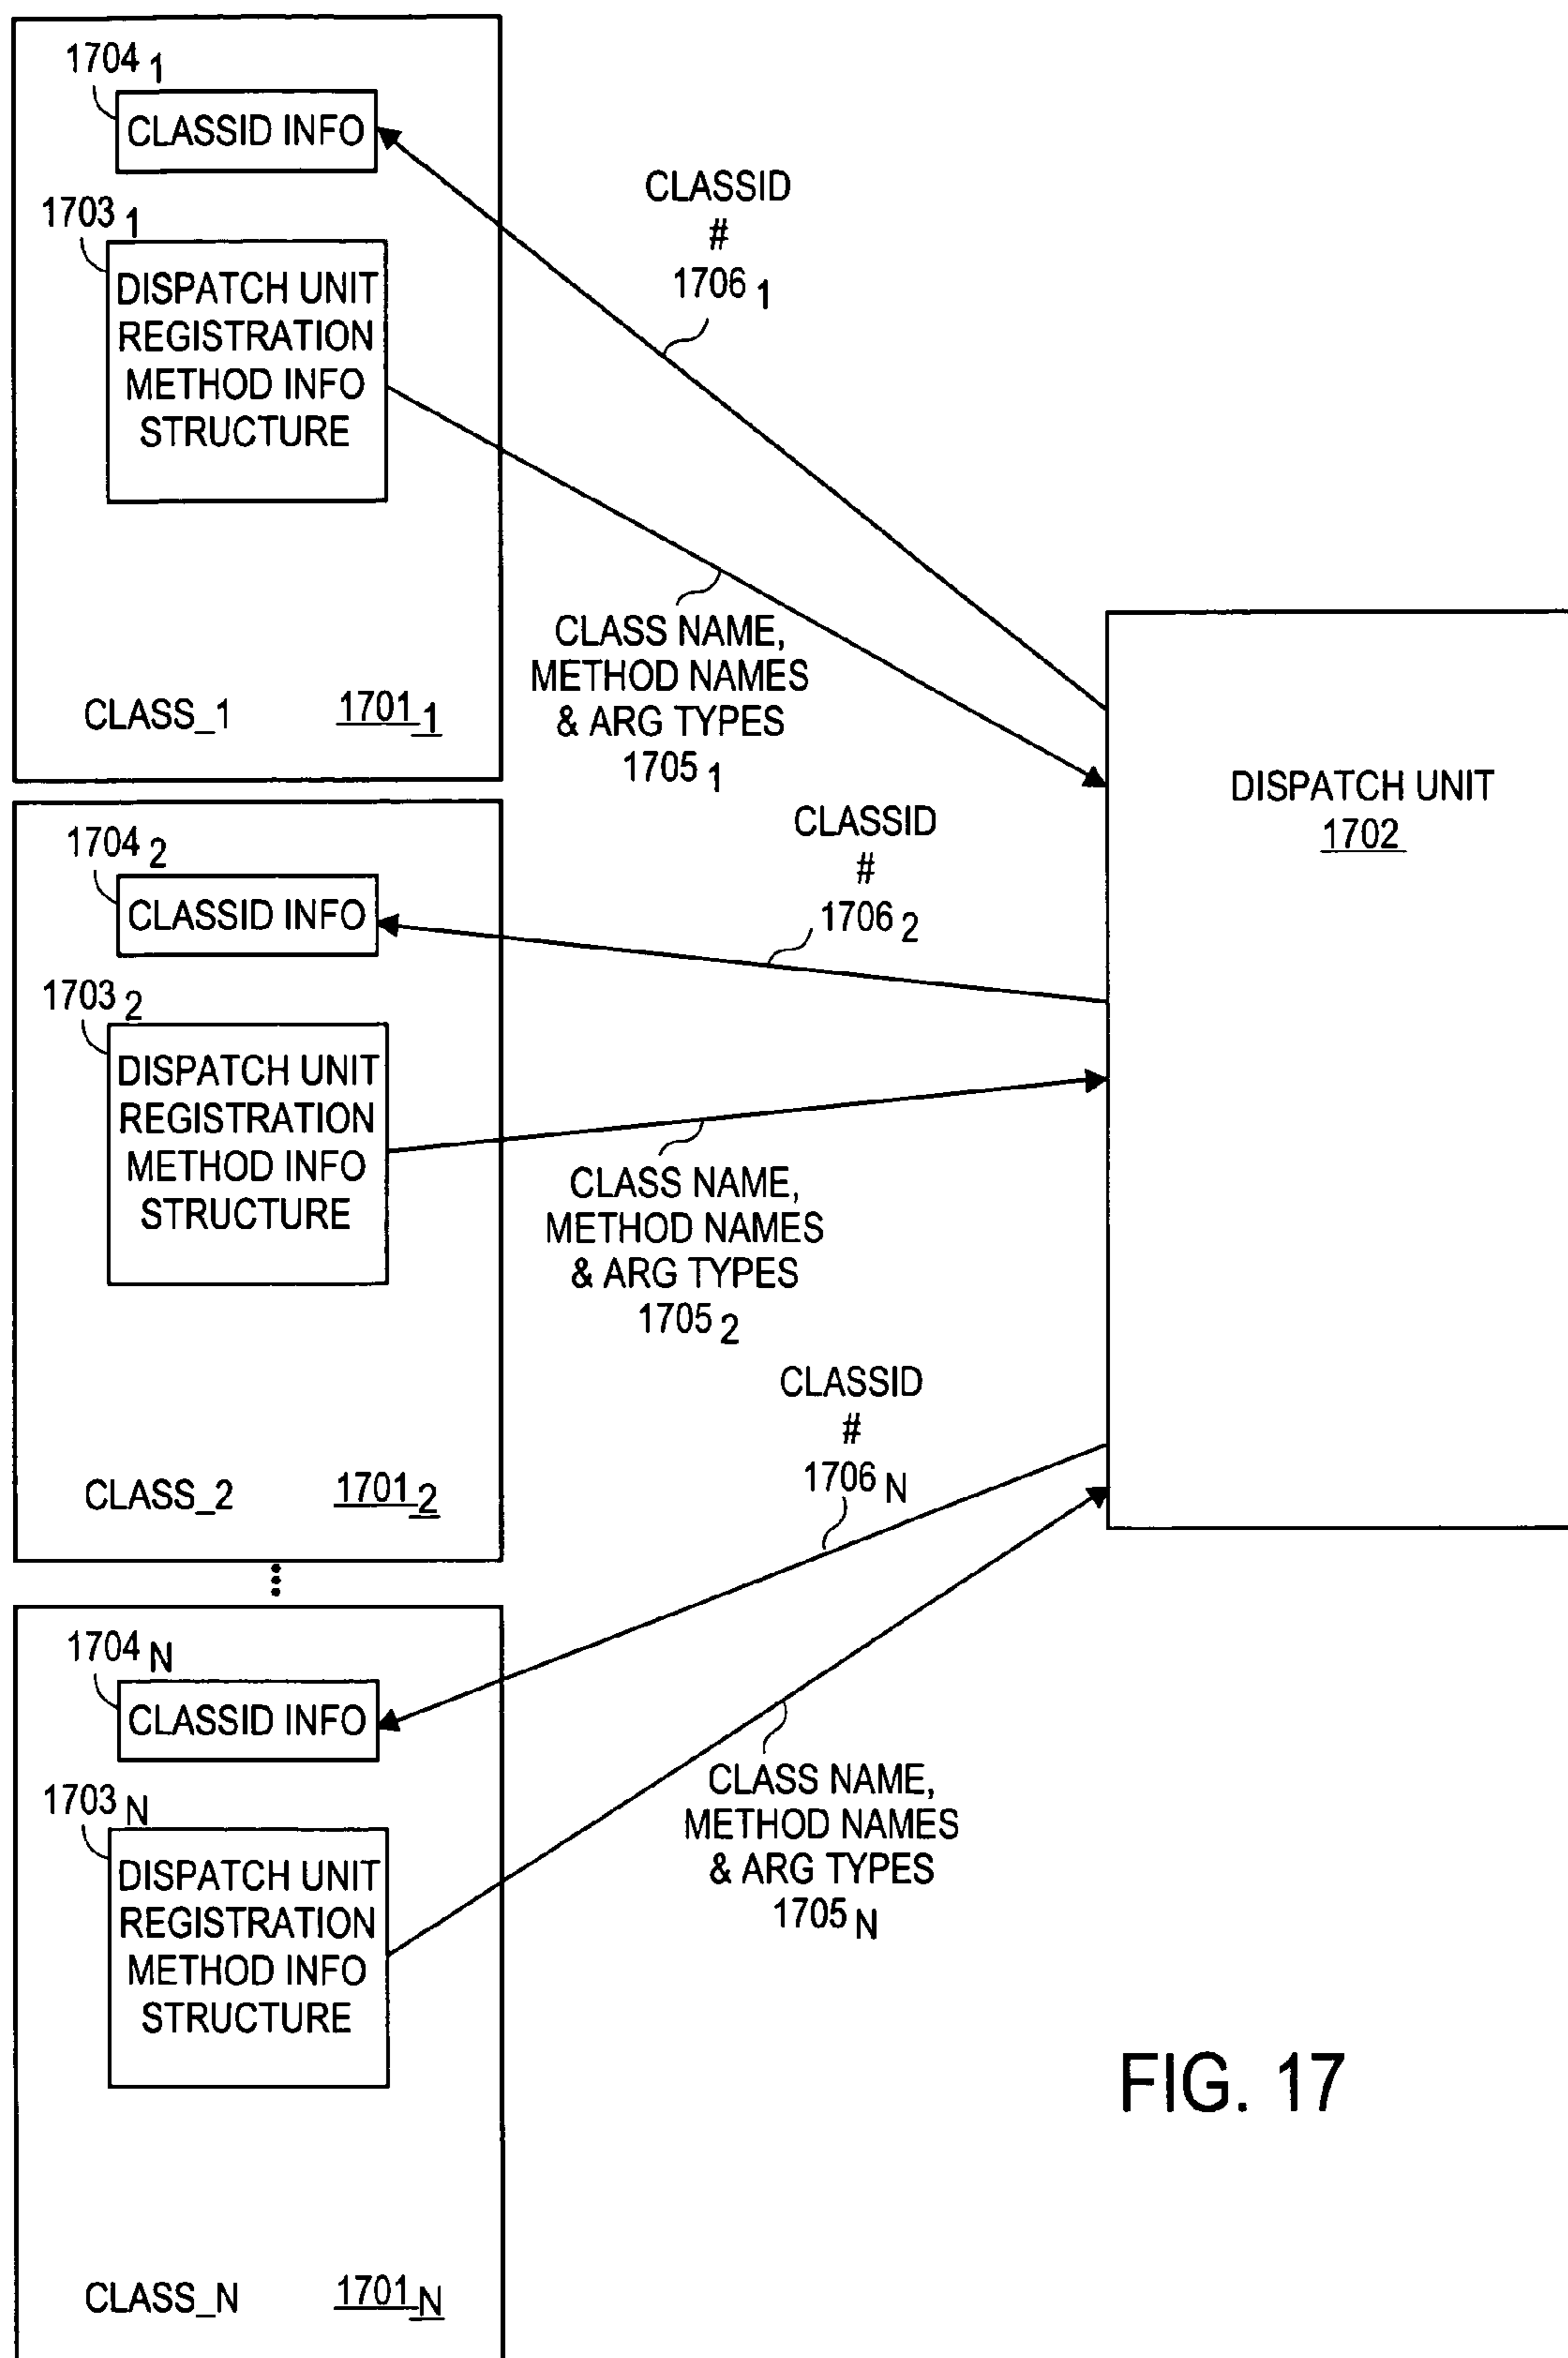 1704 1
CLASSID INFO
1703 1
DISPATCH UNIT
REGISTRATION
METHOD INFO
STRUCTURE
CLASS_1 1701 1
CLASSID
#
1706 1
CLASS NAME,
METHOD NAMES
& ARG TYPES
1705 1
DISPATCH UNIT
1702
1704 2
CLASSID INFO
1703 2
DISPATCH UNIT
REGISTRATION
METHOD INFO
STRUCTURE
CLASS_2 1701 2
CLASSID
#
1706 2
CLASS NAME,
METHOD NAMES
& ARG TYPES
1705 2
CLASSID
#
1706 N
1704 N
CLASSID INFO
1703 N
DISPATCH UNIT
REGISTRATION
METHOD INFO
STRUCTURE
CLASS_N 1701 N
CLASS NAME,
METHOD NAMES
& ARG TYPES
1705 N
FIG. 17